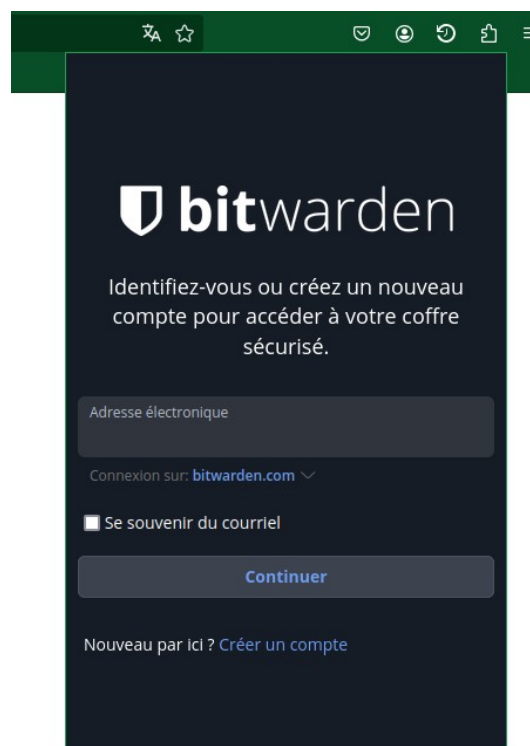 bitwarden
Identifiez-vous ou créez un nouveau
compte pour accéder à votre coffre
sécurisé.
Adresse électronique
Connexion sur: bitwarden.com
Se souvenir du courriel
Continuer
Nouveau par ici ? Créer un compte